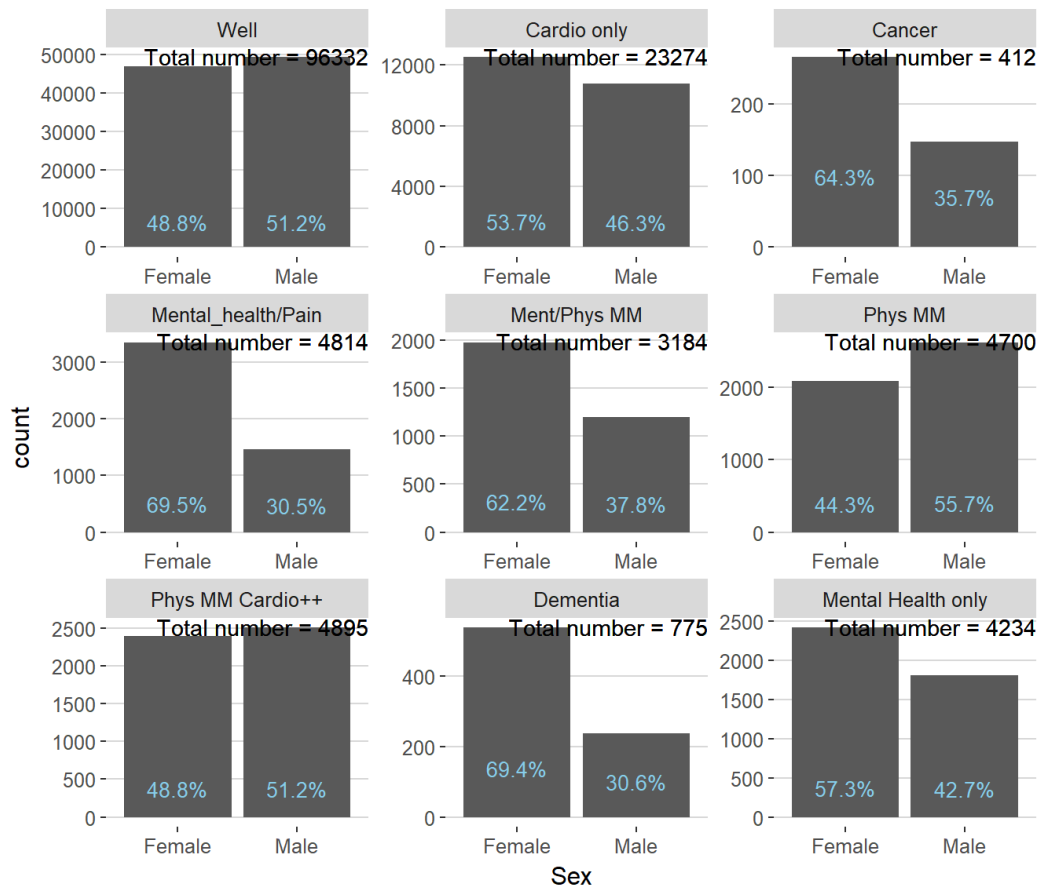 Well
Total number = 96332
50000
40000
30000
20000
10000
0
48.8%
51.2%
Female
Male
Cardio only
Total number = 23274
12000
8000
4000
0
53.7%
46.3%
Female
Male
Cancer
Total number = 412
200
100
0
64.3%
35.7%
Female
Male
Mental_health/Pain
Total number = 4814
3000
2000
1000
0
69.5%
30.5%
Female
Male
Ment/Phys MM
Total number = 3184
2000
1500
1000
500
0
62.2%
37.8%
Female
Male
Phys MM
Total number = 4700
2000
1000
0
44.3%
55.7%
Female
Male
count
Phys MM Cardio++
Total number = 4895
2500
2000
1500
1000
500
0
48.8%
51.2%
Female
Male
Dementia
Total number = 775
400
200
0
69.4%
30.6%
Female
Male
Mental Health only
Total number = 4234
2500
2000
1500
1000
500
0
57.3%
42.7%
Female
Male
Sex